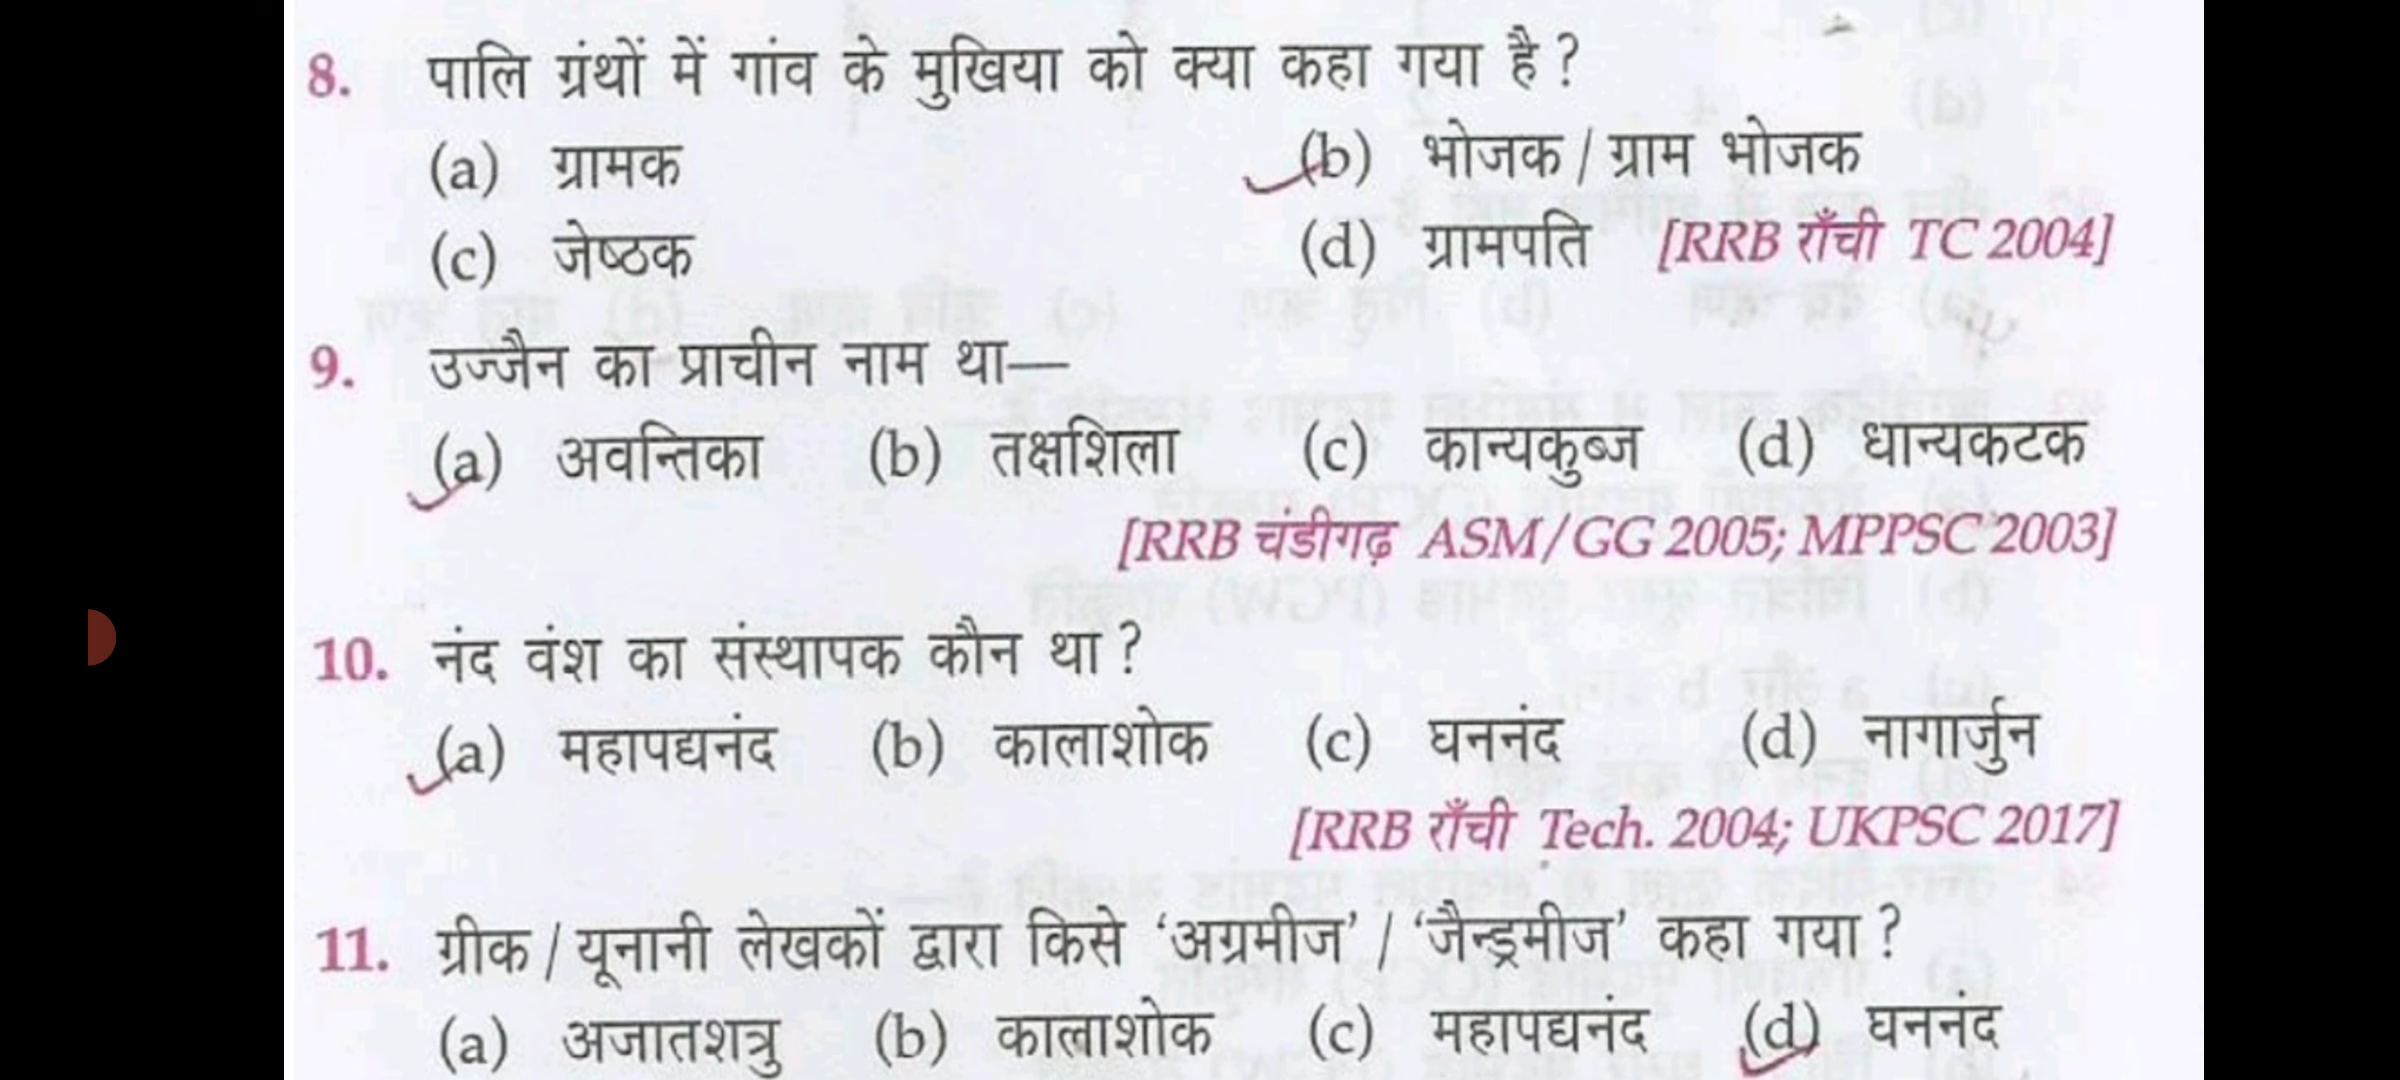 8. पालि ग्रंथों में गांव के मुखिया को क्या कहा गया है ?
(a) ग्रामक (b) भोजक / ग्राम भोजक
(c) जेष्ठक (d) ग्रामपति [RRB राँची TC 2004]
9. उज्जैन का प्राचीन नाम था—
(a) अवन्तिका (b) तक्षशिला (c) कान्यकुब्ज (d) धान्यकटक
[RRB चंडीगढ़ ASM/GG 2005; MPPSC 2003]
10. नंद वंश का संस्थापक कौन था ?
(a) महापद्यनंद (b) कालाशोक (c) घननंद (d) नागार्जुन
[RRB राँची Tech. 2004; UKPSC 2017]
11. ग्रीक / यूनानी लेखकों द्वारा किसे ‘अग्रमीज’ / ‘जैन्ड्रमीज’ कहा गया ?
(a) अजातशत्रु (b) कालाशोक (c) महापद्यनंद (d) घननंद